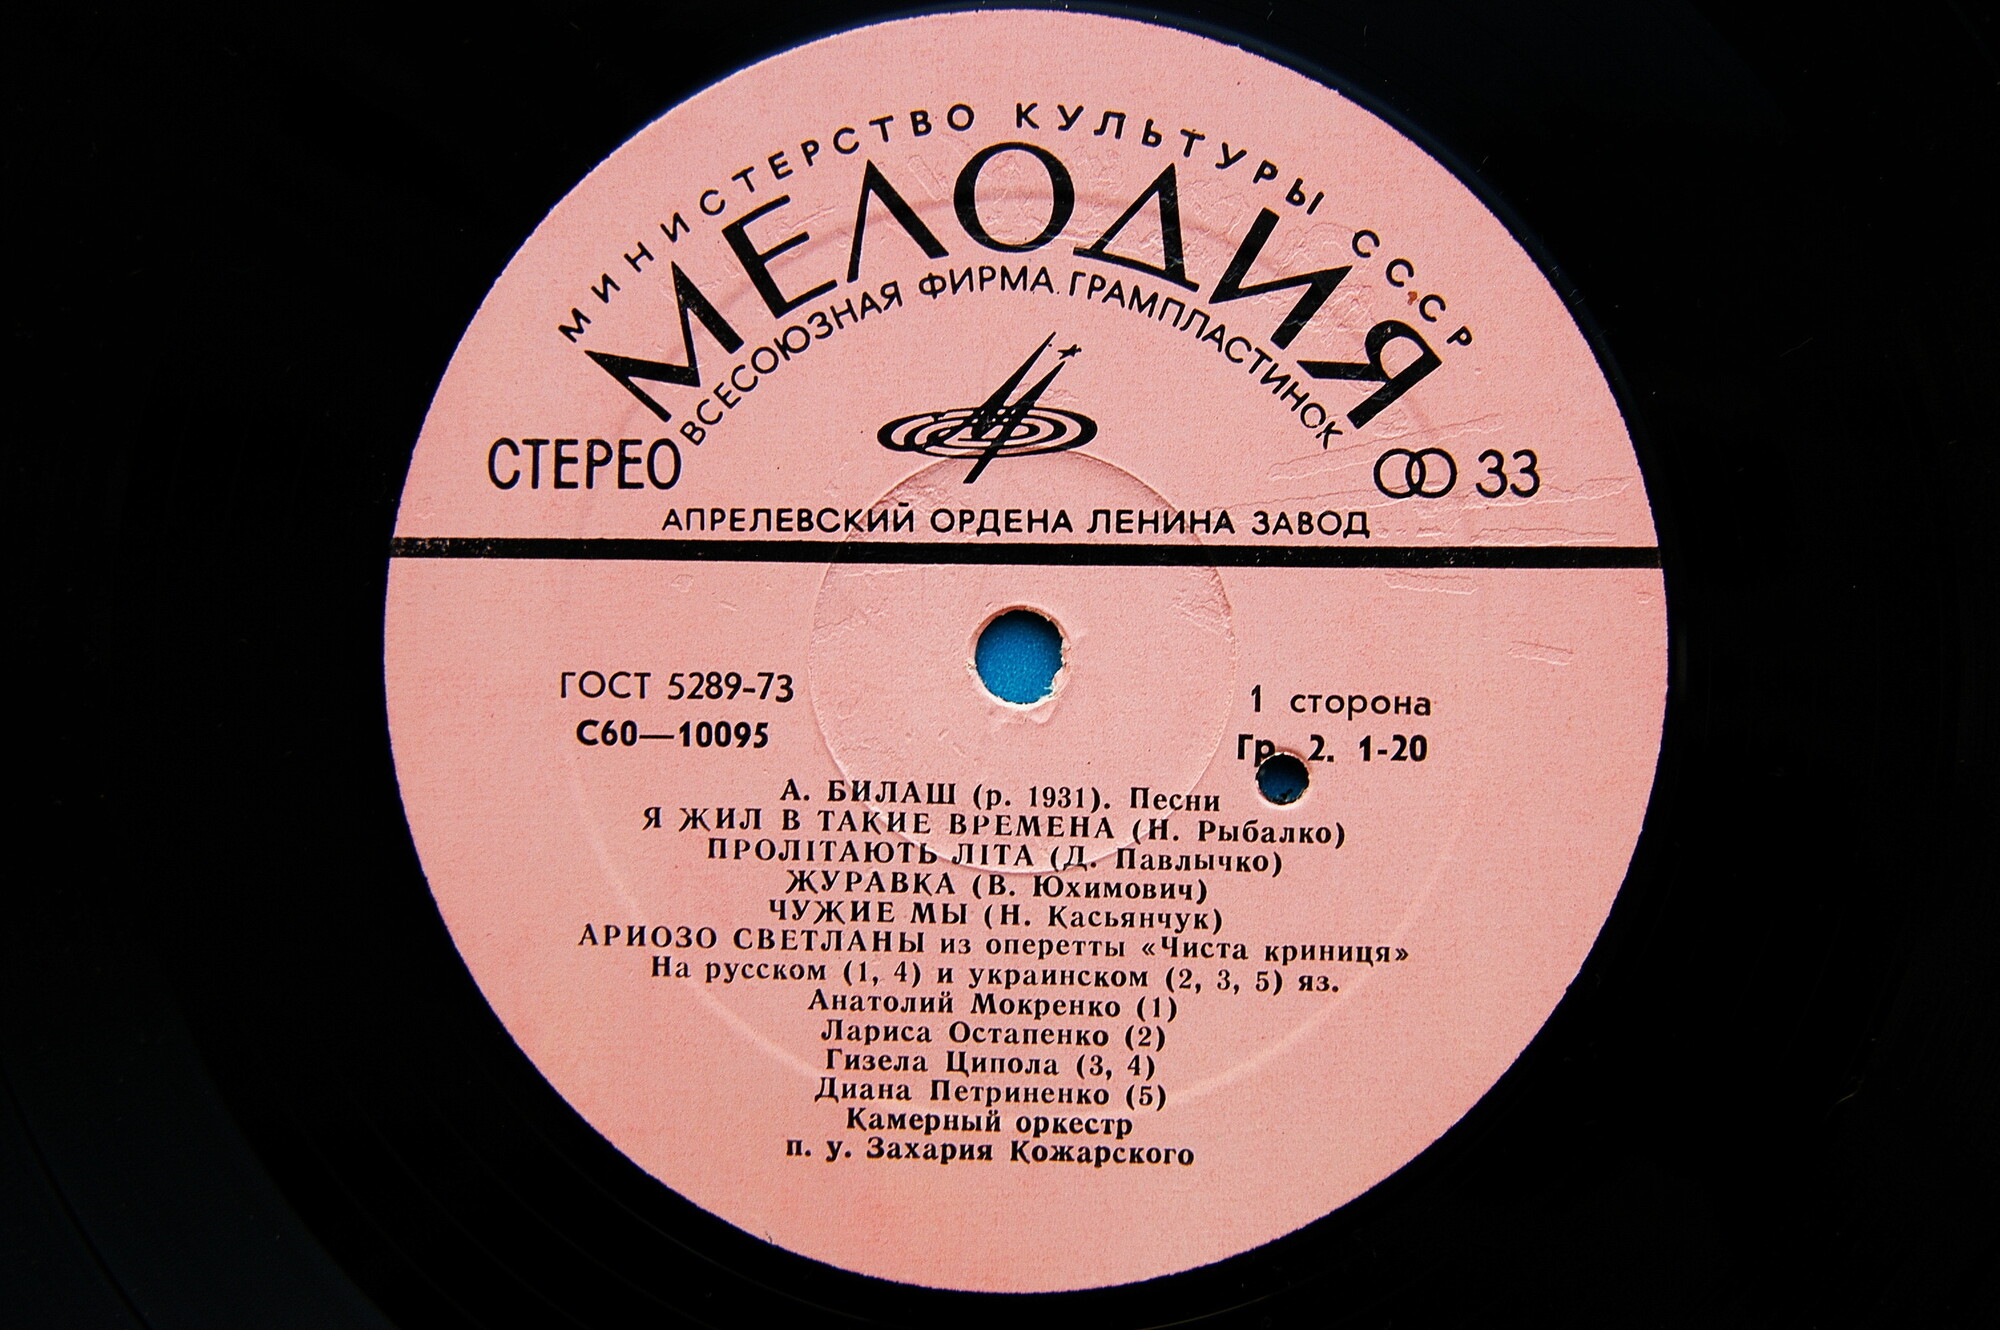 МИНИСТЕРСТВО КУЛЬТУРЫ СССР
МЕЛОДИЯ
ВСЕСОЮЗНАЯ ФИРМА ГРАМПЛАСТИНОК
СТЕРЕО
33
АПРЕЛЕВСКИЙ ОРДЕНА ЛЕНИНА ЗАВОД
ГОСТ 5289-73
С60—10095
1 сторона
Гр. 2. 1-20
А. БИЛАШ (р. 1931). Песни
Я ЖИЛ В ТАКИЕ ВРЕМЕНА (Н. Рыбалко)
ПРОЛІТАЮТЬ ЛІТА (Д. Павлычко)
ЖУРАВКА (В. Юхимович)
ЧУЖИЕ МЫ (Н. Касьянчук)
АРИОЗО СВЕТЛАНЫ из оперетты «Чиста криниця»
На русском (1, 4) и украинском (2, 3, 5) яз.
Анатолий Мокренко (1)
Лариса Остапенко (2)
Гизела Ципола (3, 4)
Диана Петриненко (5)
Камерный оркестр
п. у. Захария Кожарского